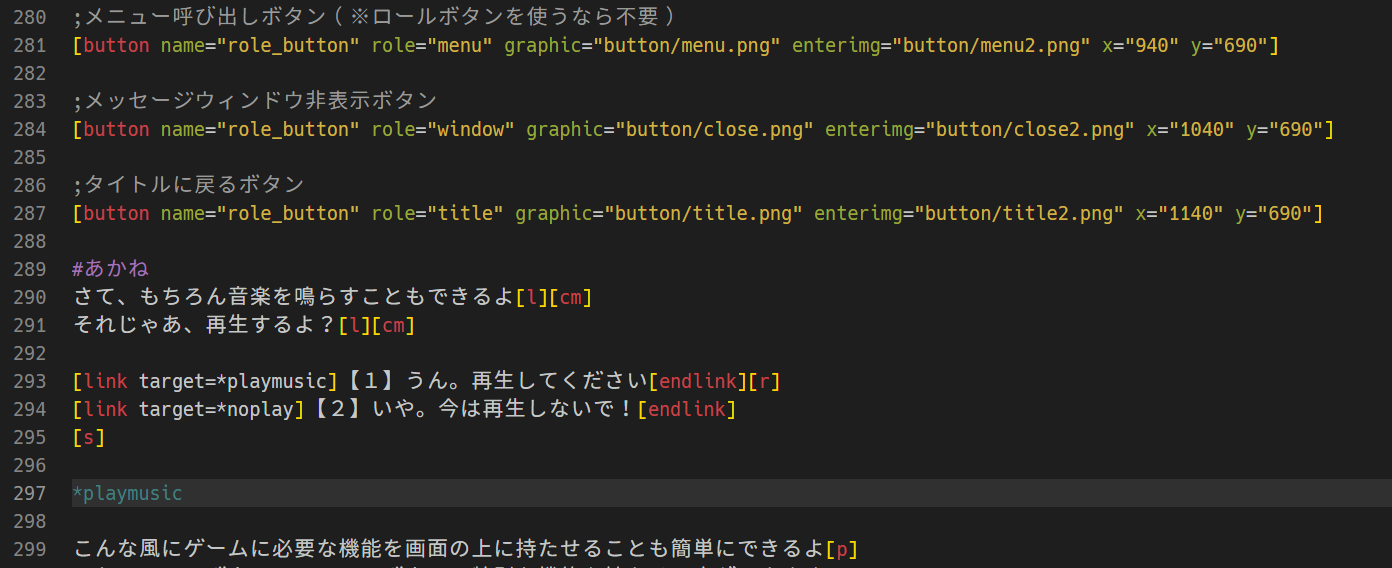 280 ;メニュー呼び出しボタン（※ロールボタンを使うなら不要）
281 [button name="role_button" role="menu" graphic="button/menu.png" enterimg="button/menu2.png" x="940" y="690"]
282
283 ;メッセージウィンドウ非表示ボタン
284 [button name="role_button" role="window" graphic="button/close.png" enterimg="button/close2.png" x="1040" y="690"]
285
286 ;タイトルに戻るボタン
287 [button name="role_button" role="title" graphic="button/title.png" enterimg="button/title2.png" x="1140" y="690"]
288
289 #あかね
290 さて、もちろん音楽を鳴らすこともできるよ[l][cm]
291 それじゃあ、再生するよ？[l][cm]
292
293 [link target=*playmusic]【１】うん。再生してください[endlink][r]
294 [link target=*noplay]【２】いや。今は再生しないで！[endlink]
295 [s]
296
297 *playmusic
298
299 こんな風にゲームに必要な機能を画面の上に持たせることも簡単にできるよ[p]